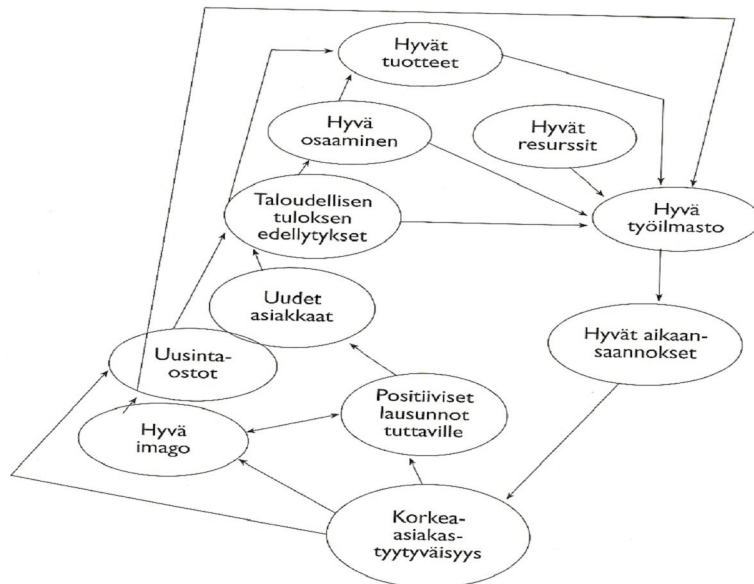 Hyvät
tuotteet
Hyvä
osaaminen
Hyvät
resurssit
Taloudellisen
tuloksen
edellytykset
Hyvä
työilmasto
Uudet
asiakkaat
Hyvät aikaan-
saannokset
Uusinta-
ostot
Positiiviset
lausunnot
tuttaville
Hyvä
imago
Korkea-
asiakas-
tyytyväisyys